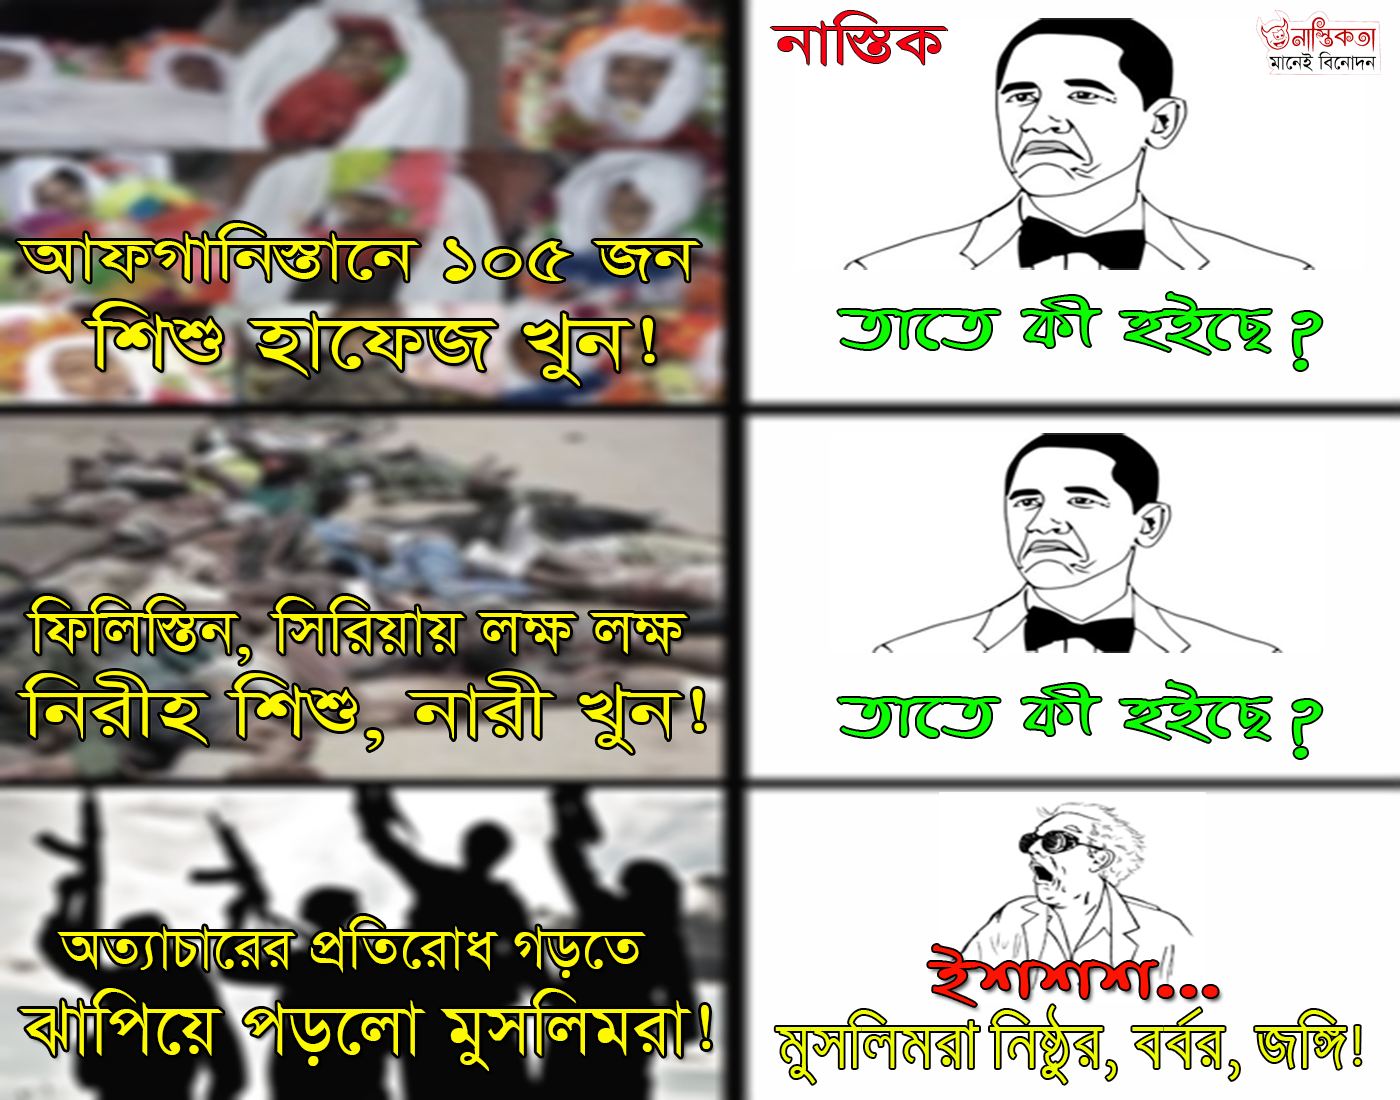 নাস্তিক
নাস্তিকতা
মানেই বিনোদন
আফগানিস্তানে ১০৫ জন
শিশু হাফেজ খুন!
তাতে কী হইছে?
ফিলিস্তিন, সিরিয়ায় লক্ষ লক্ষ
নিরীহ শিশু, নারী খুন!
তাতে কী হইছে?
অত্যাচারের প্রতিরোধ গড়তে
ঝাপিয়ে পড়লো মুসলিমরা!
ইশশশ...
মুসলিমরা নিষ্ঠুর, বর্বর, জঙ্গি!